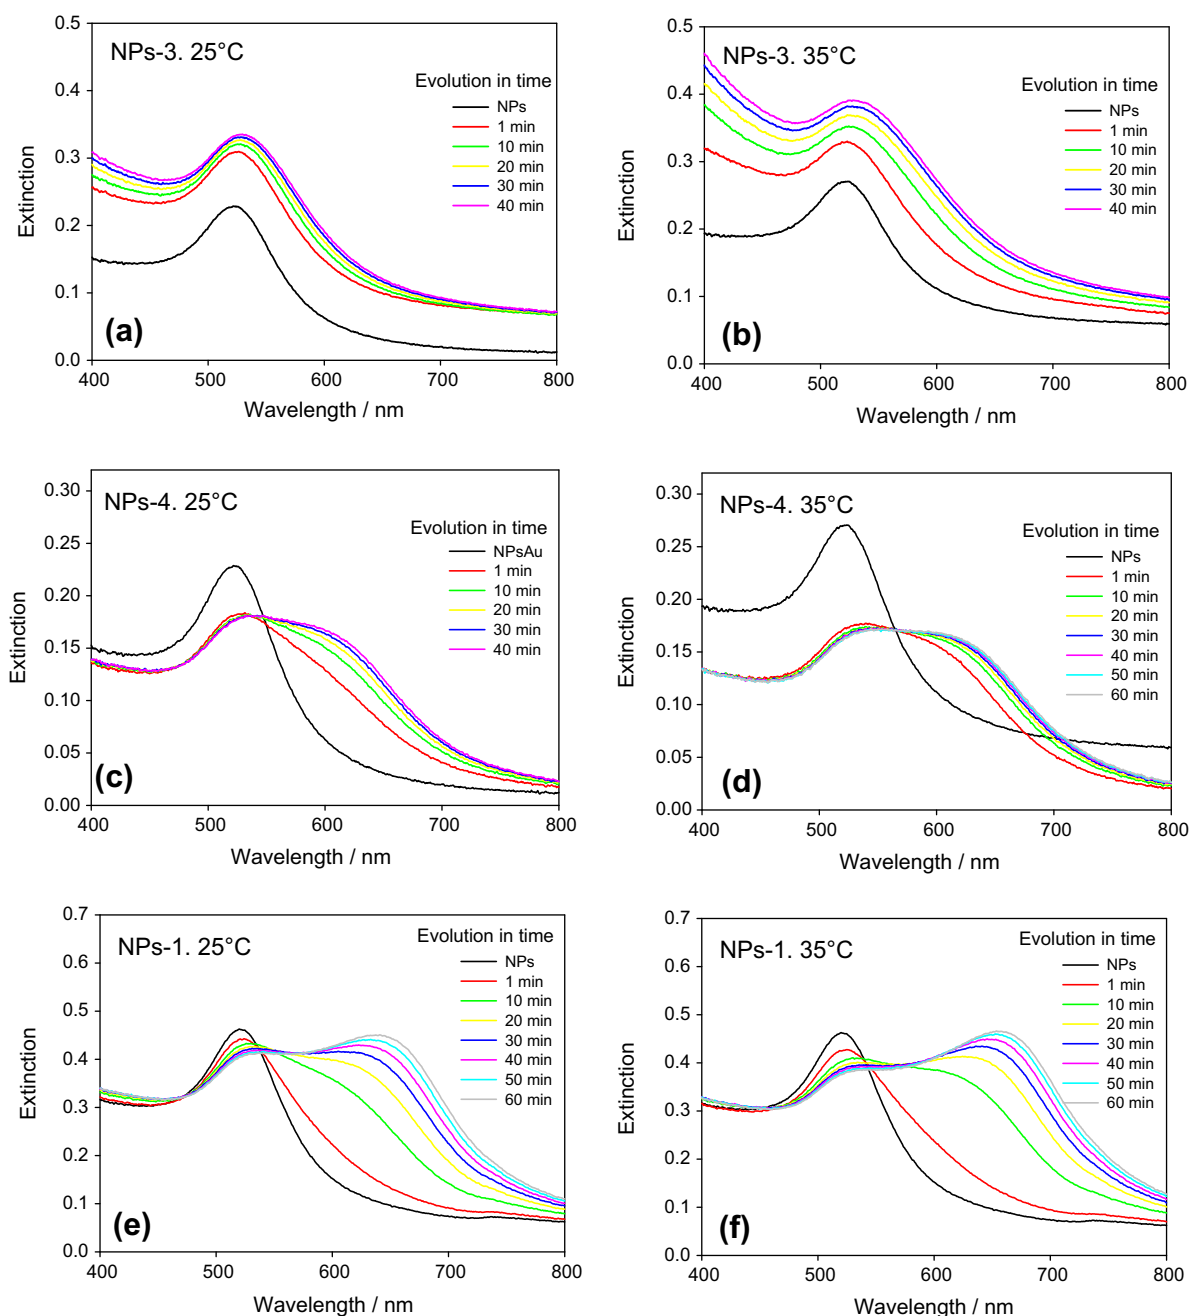 NPs-3. 25°C
Evolution in time
NPs
1 min
10 min
20 min
30 min
40 min
(a)
0.5
0.4
0.3
0.2
0.1
0.0
400
500
600
700
800
Extinction
Wavelength / nm
NPs-3. 35°C
Evolution in time
NPs
1 min
10 min
20 min
30 min
40 min
(b)
0.5
0.4
0.3
0.2
0.1
0.0
400
500
600
700
800
Extinction
Wavelength / nm
NPs-4. 25°C
Evolution in time
NPsAu
1 min
10 min
20 min
30 min
40 min
(c)
0.30
0.25
0.20
0.15
0.10
0.05
0.00
400
500
600
700
800
Extinction
Wavelength / nm
NPs-4. 35°C
Evolution in time
NPs
1 min
10 min
20 min
30 min
40 min
50 min
60 min
(d)
0.30
0.25
0.20
0.15
0.10
0.05
0.00
400
500
600
700
800
Extinction
Wavelength / nm
NPs-1. 25°C
Evolution in time
NPs
1 min
10 min
20 min
30 min
40 min
50 min
60 min
(e)
0.7
0.6
0.5
0.4
0.3
0.2
0.1
0.0
400
500
600
700
800
Extinction
Wavelength / nm
NPs-1. 35°C
Evolution in time
NPs
1 min
10 min
20 min
30 min
40 min
50 min
60 min
(f)
0.7
0.6
0.5
0.4
0.3
0.2
0.1
0.0
400
500
600
700
800
Extinction
Wavelength / nm